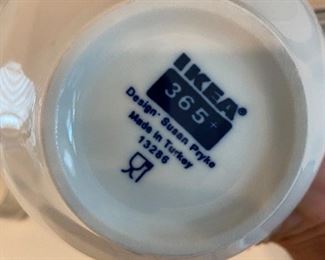 IKEA®
365+
Design: Susan Pryke
Made in Turkey
13286